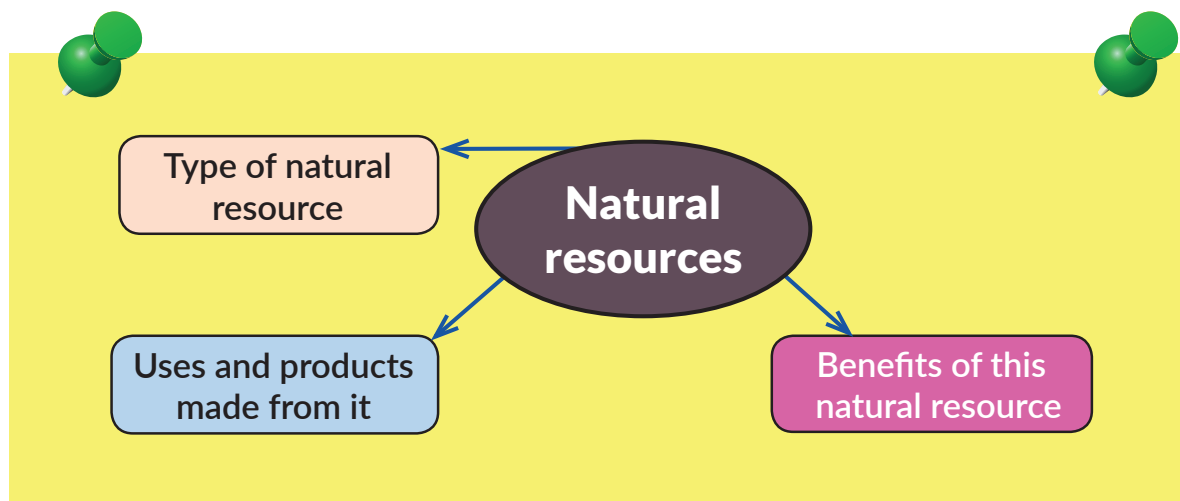 Type of natural
resource
Natural
resources
Uses and products
made from it
Benefits of this
natural resource